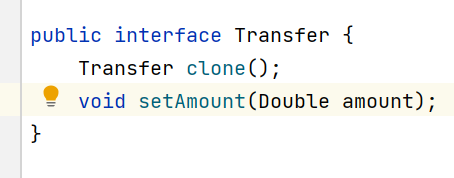 public interface Transfer {
    Transfer clone();
    void setAmount(Double amount);
}